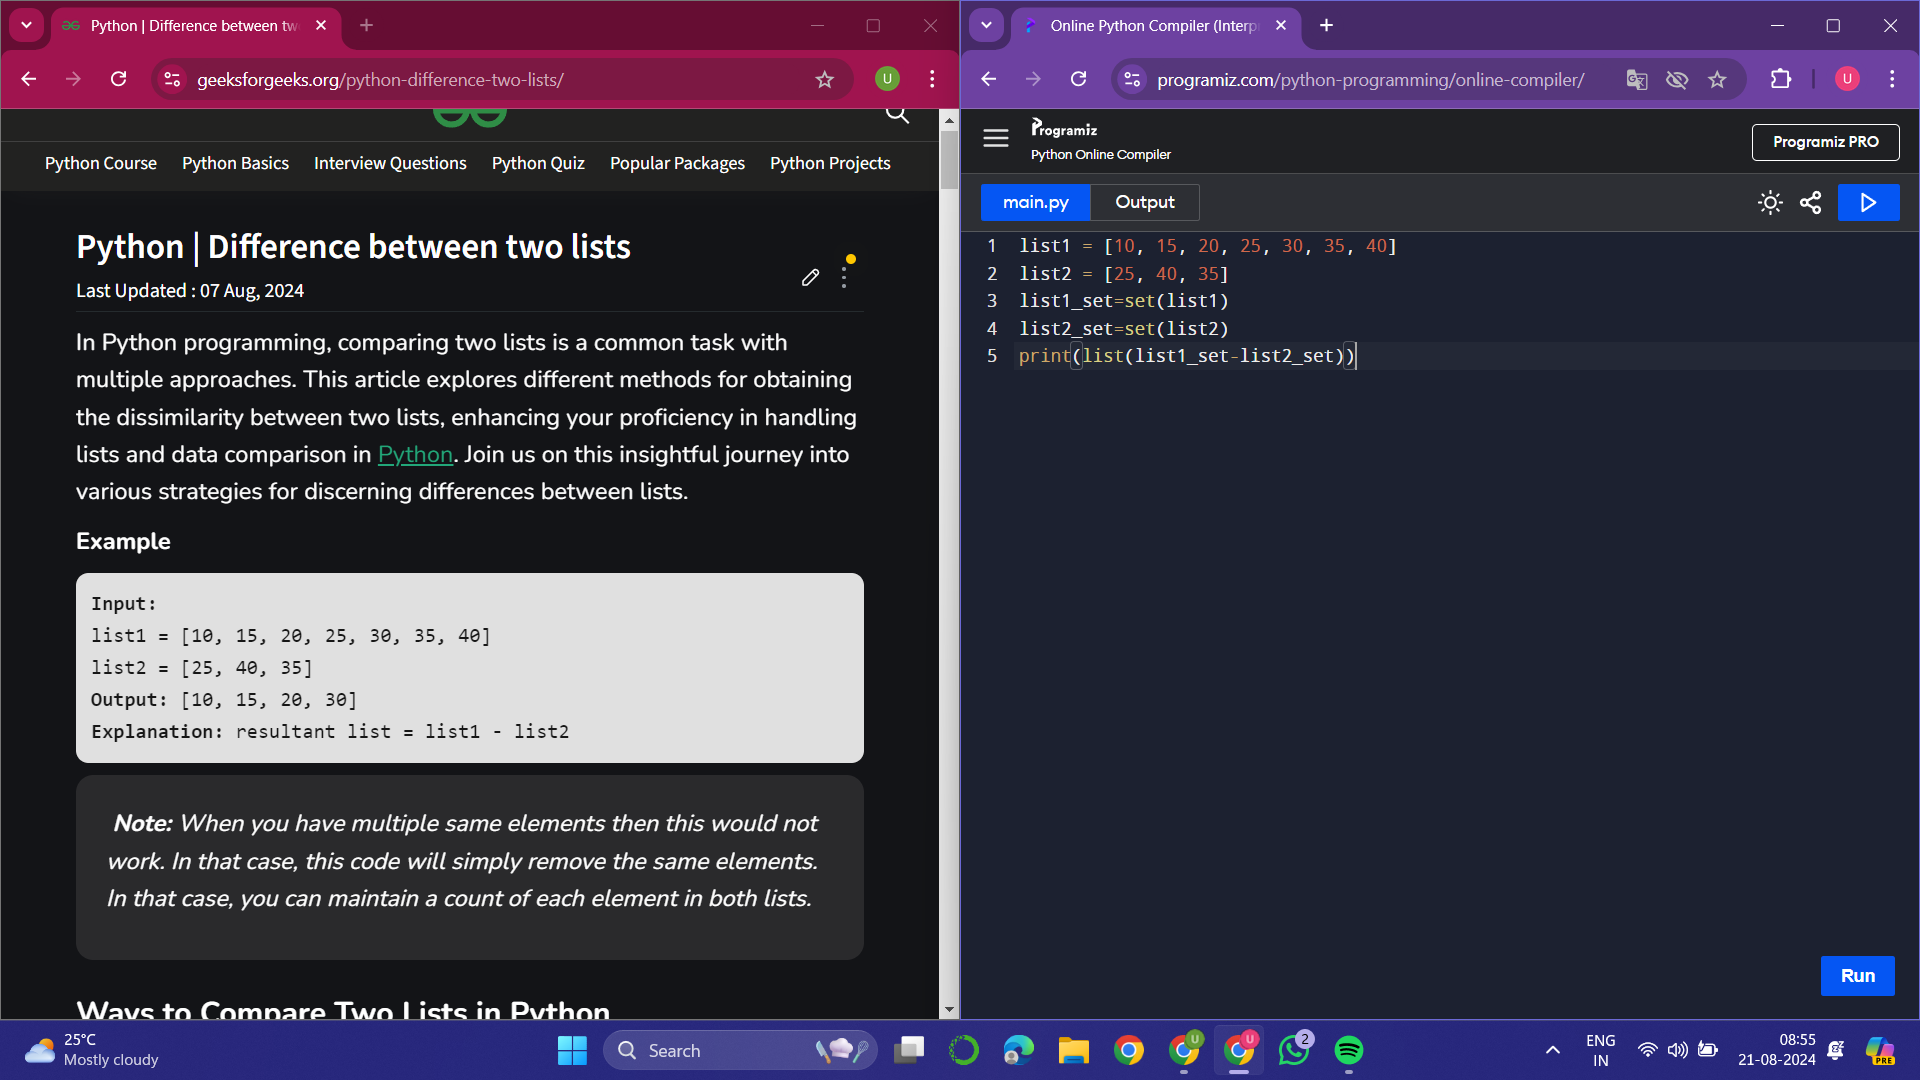 Python | Difference between tw
geeksforgeeks.org/python-difference-two-lists/
U
Python Course Python Basics Interview Questions Python Quiz Popular Packages Python Projects
Python | Difference between two lists
Last Updated : 07 Aug, 2024
In Python programming, comparing two lists is a common task with
multiple approaches. This article explores different methods for obtaining
the dissimilarity between two lists, enhancing your proficiency in handling
lists and data comparison in Python. Join us on this insightful journey into
various strategies for discerning differences between lists.
Example
Input:
list1 = [10, 15, 20, 25, 30, 35, 40]
list2 = [25, 40, 35]
Output: [10, 15, 20, 30]
Explanation: resultant list = list1 - list2
Note: When you have multiple same elements then this would not
work. In that case, this code will simply remove the same elements.
In that case, you can maintain a count of each element in both lists.
Ways to Compare Two Lists in Python
Online Python Compiler (Interp
programiz.com/python-programming/online-compiler/
U
Programiz
Python Online Compiler
Programiz PRO
main.py Output
1 list1 = [10, 15, 20, 25, 30, 35, 40]
2 list2 = [25, 40, 35]
3 list1_set=set(list1)
4 list2_set=set(list2)
5 print(list(list1_set-list2_set))
Run
25°C
Mostly cloudy
Search
U
U
2
ENG
IN
08:55
21-08-2024
PRE